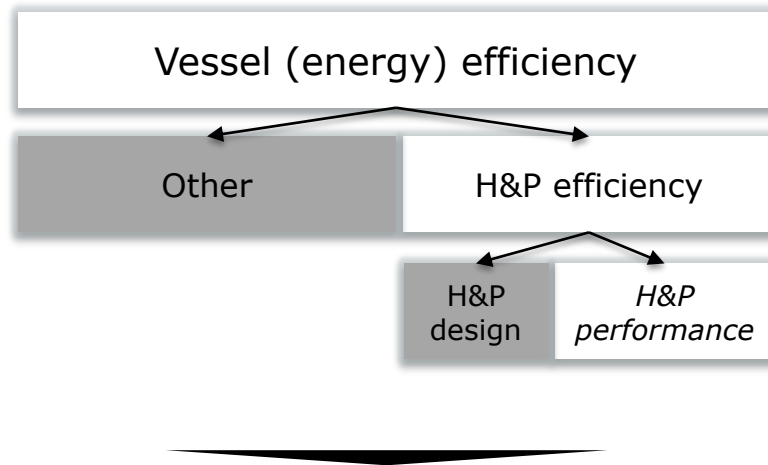 Vessel (energy) efficiency
Other
H&P efficiency
H&P
design
H&P
performance